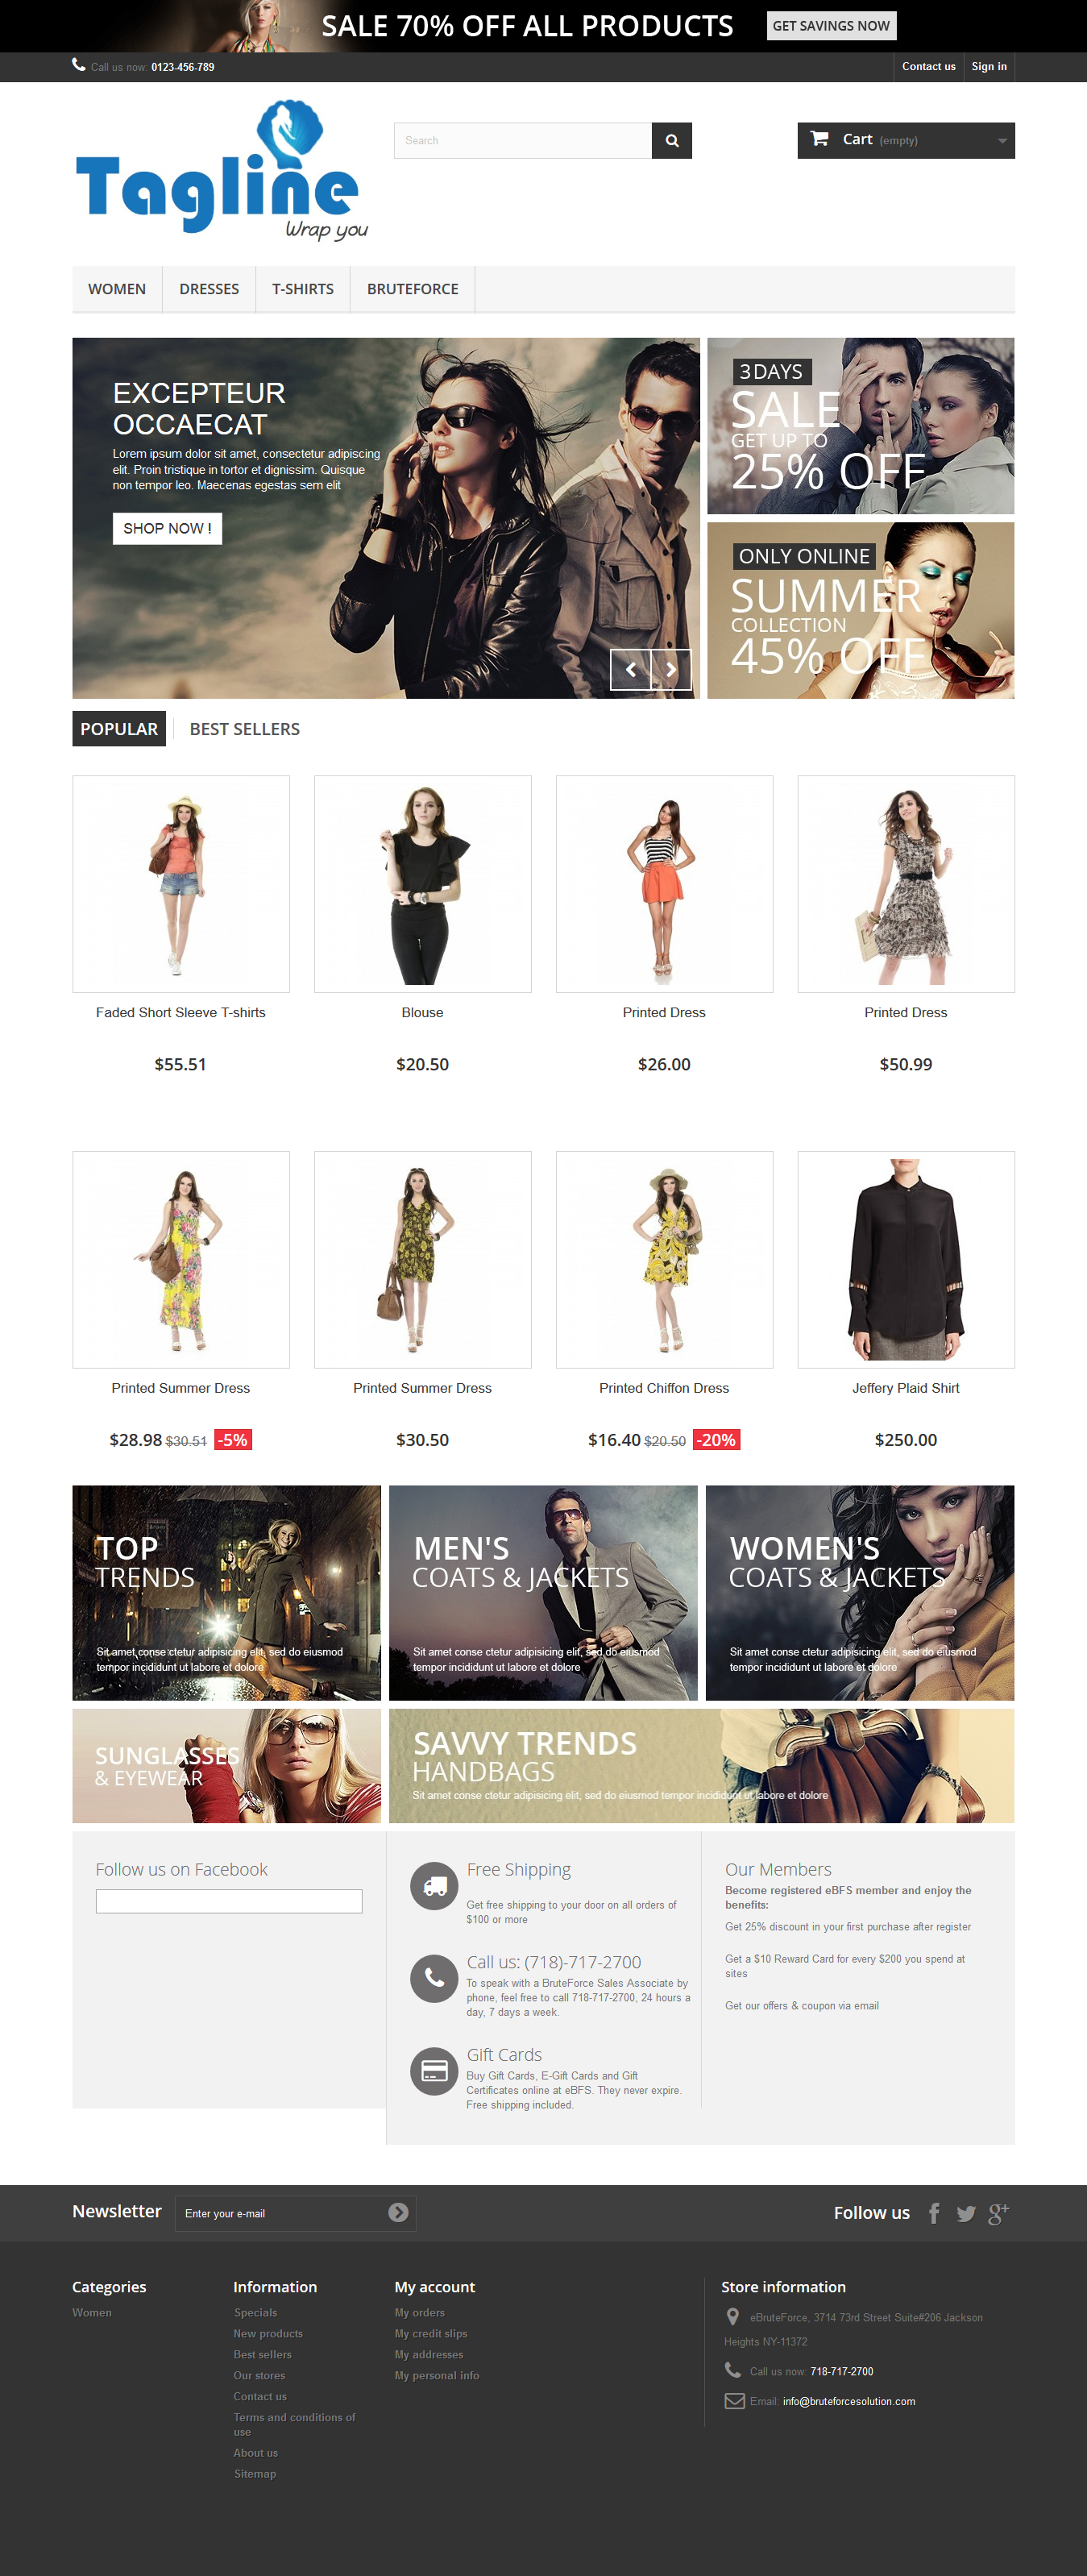 SALE 70% OFF ALL PRODUCTS
GET SAVINGS NOW
Call us now: 0123-456-789
Contact us
Sign in
Tagline
Wrap you
Search
Cart (empty)
WOMEN
DRESSES
T-SHIRTS
BRUTEFORCE
EXCEPTEUR
OCCAECAT
Lorem ipsum dolor sit amet, consectetur adipiscing
elit. Proin tristique in tortor et dignissim. Quisque
non tempor leo. Maecenas egestas sem elit
SHOP NOW !
3DAYS
SALE
GET UP TO
25% OFF
ONLY ONLINE
SUMMER
COLLECTION
45% OFF
POPULAR
BEST SELLERS
Faded Short Sleeve T-shirts
$55.51
Blouse
$20.50
Printed Dress
$26.00
Printed Dress
$50.99
Printed Summer Dress
$28.98 $30.51 -5%
Printed Summer Dress
$30.50
Printed Chiffon Dress
$16.40 $20.50 -20%
Jeffery Plaid Shirt
$250.00
TOP
TRENDS
Sit amet conse ctetur adipisicing elit, sed do eiusmod
tempor incididunt ut labore et dolore
MEN'S
COATS & JACKETS
Sit amet conse ctetur adipisicing elit, sed do eiusmod
tempor incididunt ut labore et dolore
WOMEN'S
COATS & JACKETS
Sit amet conse ctetur adipisicing elit, sed do eiusmod
tempor incididunt ut labore et dolore
SUNGLASSES
& EYEWEAR
SAVVY TRENDS
HANDBAGS
Sit amet conse ctetur adipisicing elit, sed do eiusmod tempor incididunt ut labore et dolore
Follow us on Facebook
Free Shipping
Get free shipping to your door on all orders of
$100 or more
Call us: (718)-717-2700
To speak with a BruteForce Sales Associate by
phone, feel free to call 718-717-2700, 24 hours a
day, 7 days a week.
Gift Cards
Buy Gift Cards, E-Gift Cards and Gift
Certificates online at eBFS. They never expire.
Free shipping included.
Our Members
Become registered eBFS member and enjoy the
benefits:
Get 25% discount in your first purchase after register
Get a $10 Reward Card for every $200 you spend at
sites
Get our offers & coupon via email
Newsletter
Enter your e-mail
Follow us
Categories
Women
Information
Specials
New products
Best sellers
Our stores
Contact us
Terms and conditions of
use
About us
Sitemap
My account
My orders
My credit slips
My addresses
My personal info
Store information
eBruteForce, 3714 73rd Street Suite#206 Jackson
Heights NY-11372
Call us now: 718-717-2700
Email: info@bruteforcesolution.com